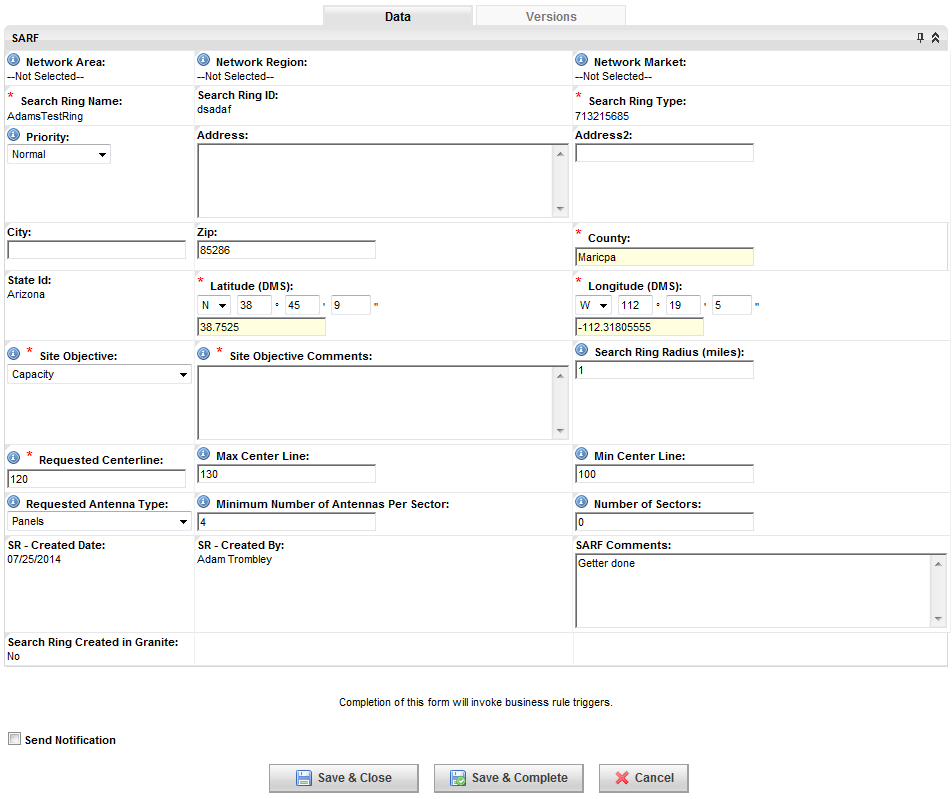 Data Versions
SARF
Network Area: Network Region: Network Market:
--Not Selected-- --Not Selected-- --Not Selected--
* Search Ring Name: Search Ring ID: * Search Ring Type:
AdamsTestRing dsadaf 713215685
Priority: Address: Address2:
Normal
City: Zip: * County:
85286 Maricpa
State Id: * Latitude (DMS): * Longitude (DMS):
Arizona N 38 ° 45 ' 9 " W 112 ° 19 ' 5 "
38.7525 -112.31805555
* Site Objective: * Site Objective Comments: Search Ring Radius (miles):
Capacity 1
* Requested Centerline: Max Center Line: Min Center Line:
120 130 100
Requested Antenna Type: Minimum Number of Antennas Per Sector: Number of Sectors:
Panels 4 0
SR - Created Date: SR - Created By: SARF Comments:
07/25/2014 Adam Trombley Getter done
Search Ring Created in Granite:
No
Completion of this form will invoke business rule triggers.
Send Notification
Save & Close Save & Complete Cancel